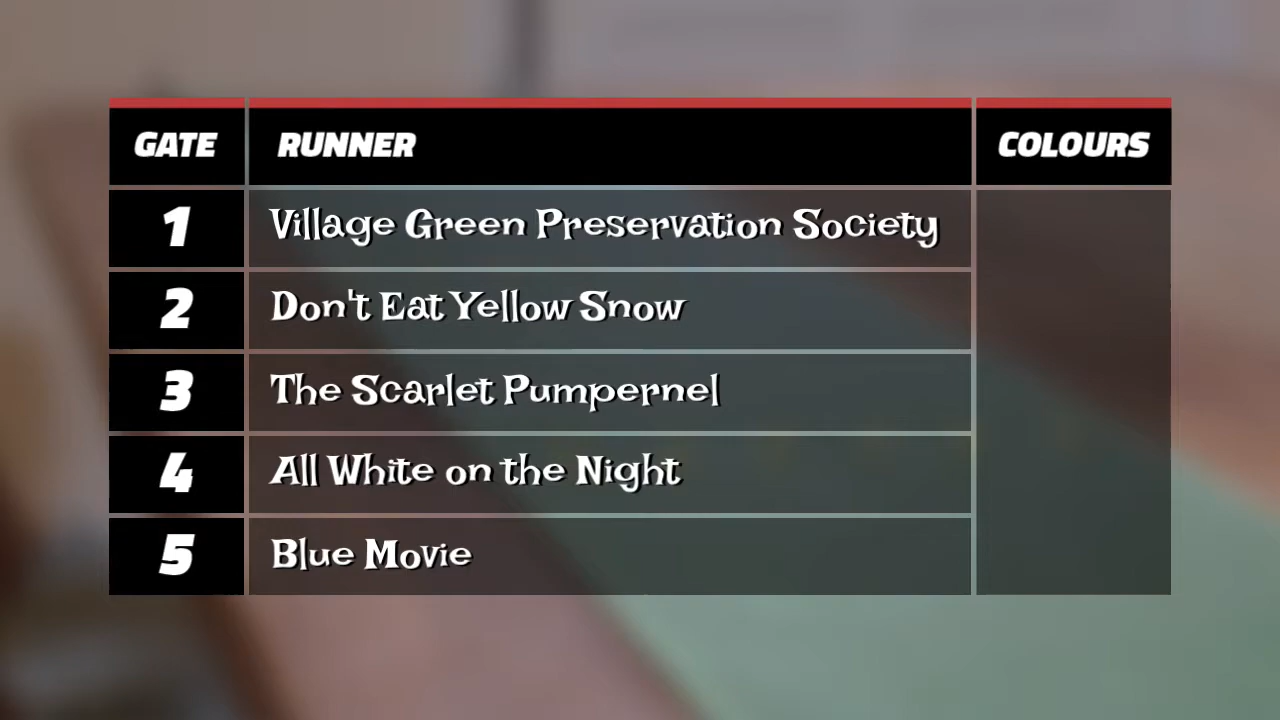 GATE RUNNER COLOURS
1 Village Green Preservation Society
2 Don't Eat Yellow Snow
3 The Scarlet Pumpernel
4 All White on the Night
5 Blue Movie